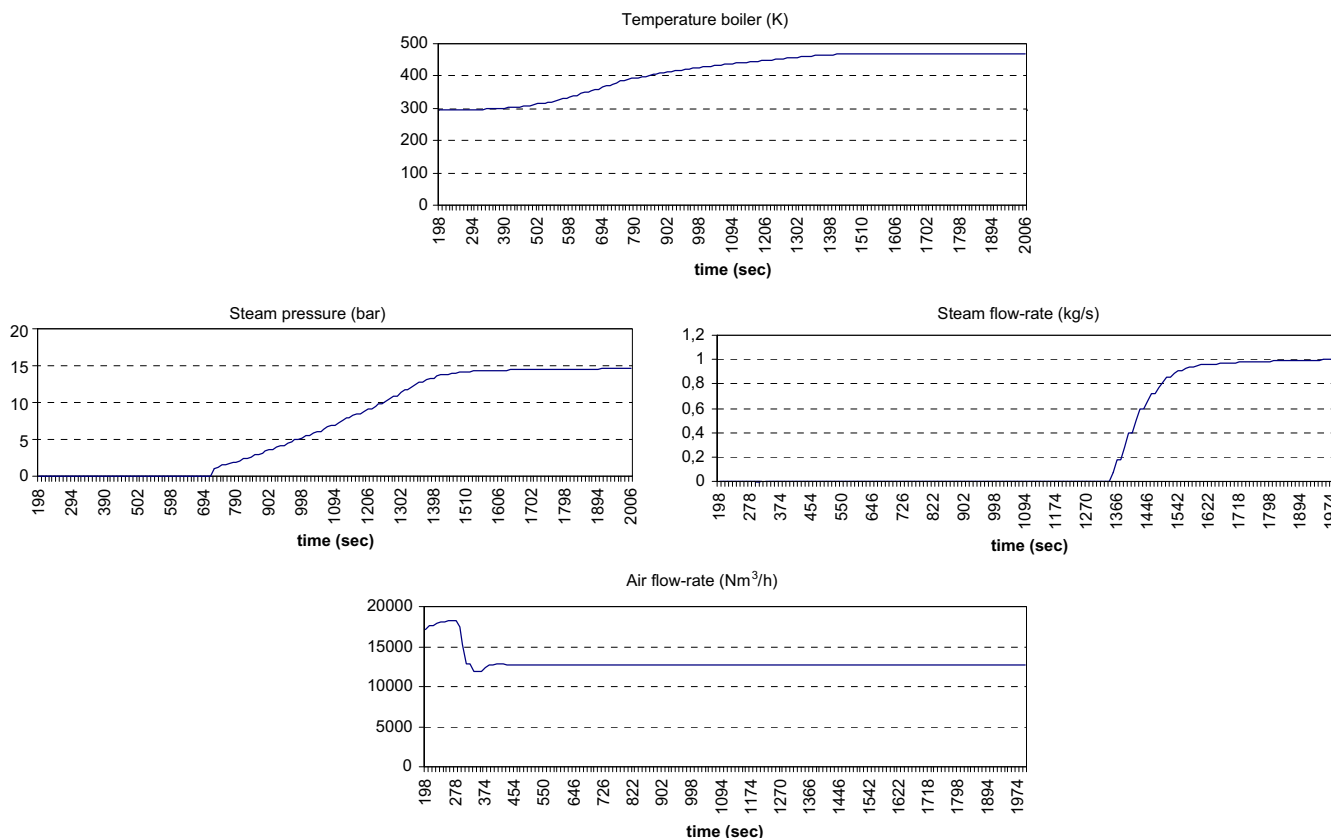 Temperature boiler (K)
500
400
300
200
100
0
198 294 390 502 598 694 790 902 998 1094 1206 1302 1398 1510 1606 1702 1798 1894 2006
time (sec)
Steam pressure (bar)
20
15
10
5
0
198 294 390 502 598 694 790 902 998 1094 1206 1302 1398 1510 1606 1702 1798 1894 2006
time (sec)
Steam flow-rate (kg/s)
1,2
1
0,8
0,6
0,4
0,2
0
198 278 374 454 550 646 726 822 902 998 1094 1174 1270 1366 1446 1542 1622 1718 1798 1894 1974
time (sec)
Air flow-rate (Nm³/h)
20000
15000
10000
5000
0
198 278 374 454 550 646 726 822 902 998 1094 1174 1270 1366 1446 1542 1622 1718 1798 1894 1974
time (sec)